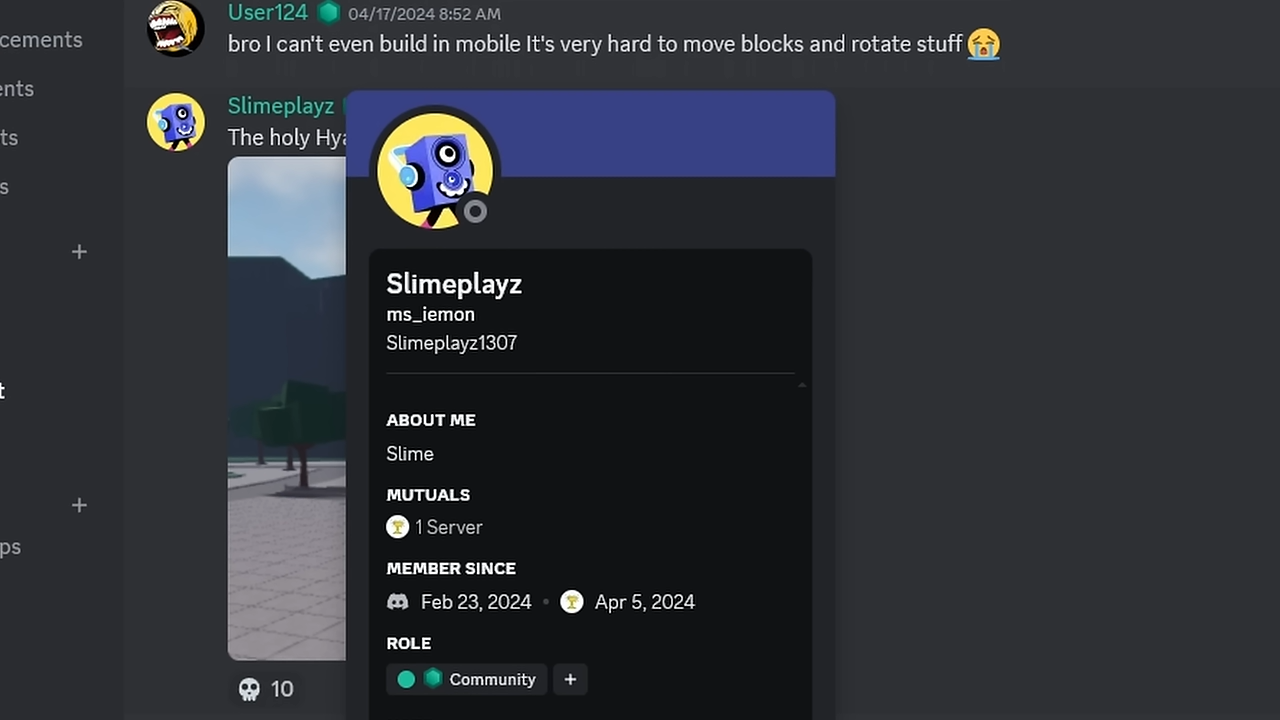 cements
ents
ts
s
+
t
+
ps
User124 04/17/2024 8:52 AM
bro I can't even build in mobile It's very hard to move blocks and rotate stuff 😭
Slimeplayz
The holy Hya
💀 10
Slimeplayz
ms_iemon
Slimeplayz1307
ABOUT ME
Slime
MUTUALS
1 Server
MEMBER SINCE
Feb 23, 2024 • Apr 5, 2024
ROLE
Community +